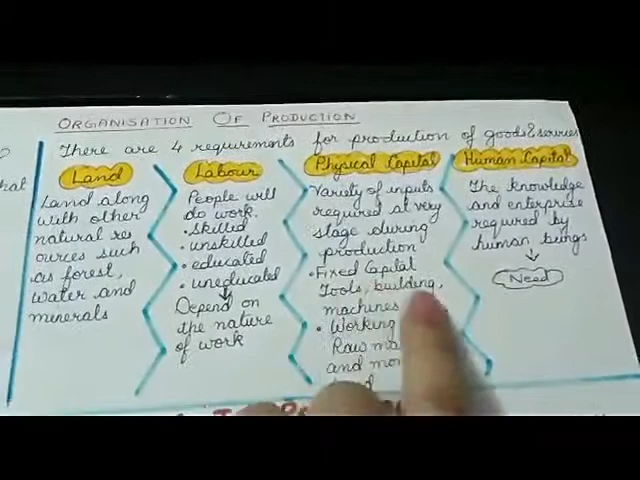 hat
ORGANISATION OF PRODUCTION
There are 4 requirements for production of goods & services
Land
Land along
with other
natural res
ources such
as forest,
water and
minerals
Labour
People will
do work.
• skilled
• unskilled
• educated
• uneducated
Depend on
the nature
of work
Physical Capital
Variety of inputs
required at very
stage during
production
• Fixed Capital
Tools, building,
machines
• Working
Raw ma
and mon
Human Capital
The knowledge
and enterprise
required by
human beings
Need